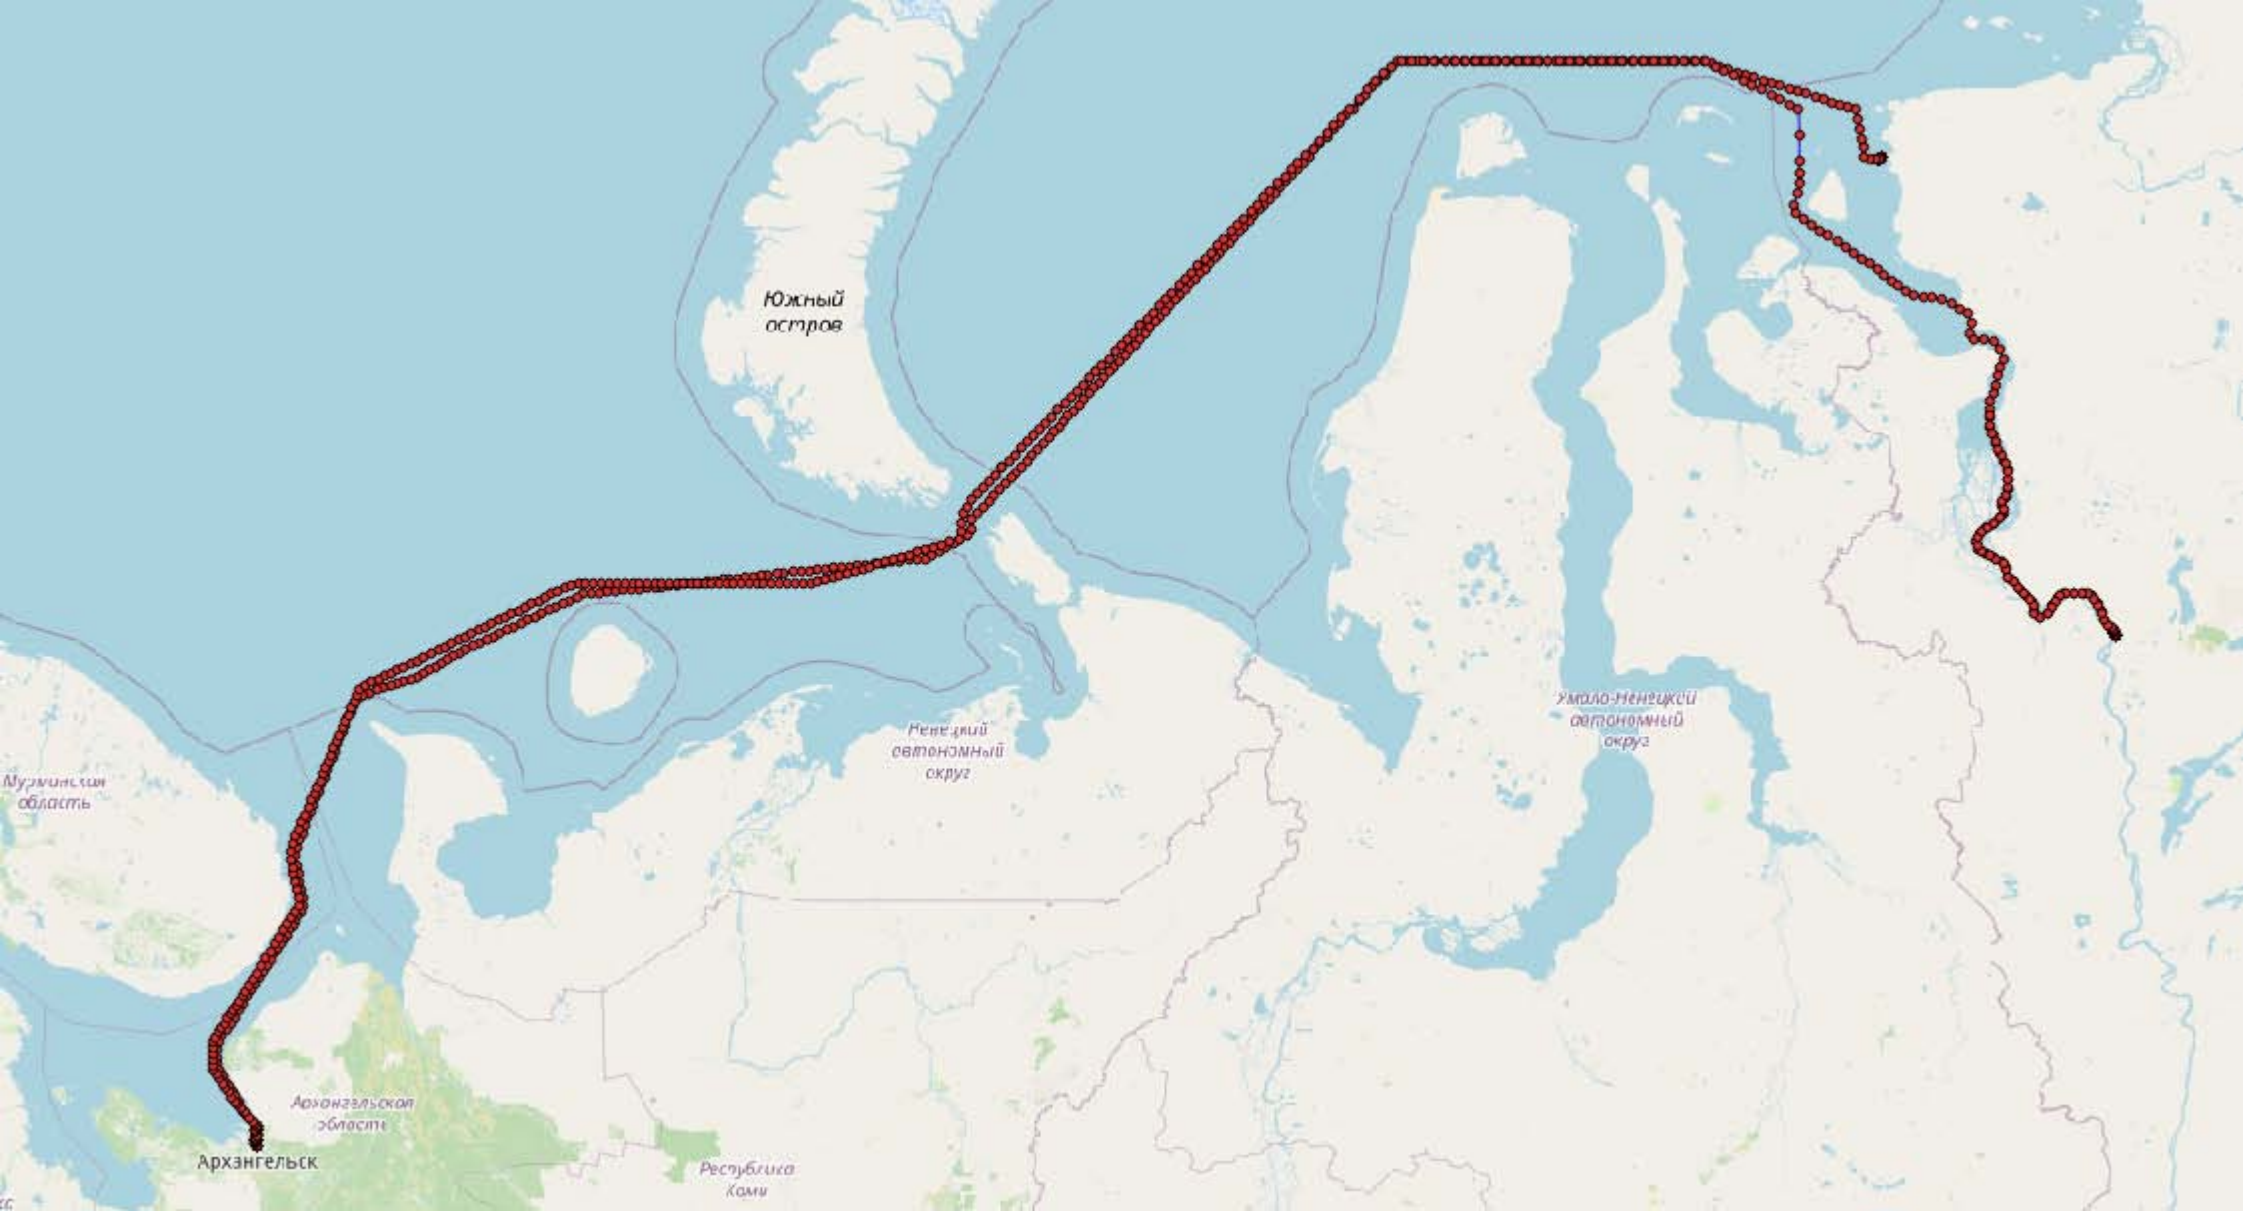 Южный
остров
Ненецкий
автономный
округ
Ямало-Ненецкий
автономный
округ
Мурманская
область
Архангельская
область
Архангельск
Республика
Коми